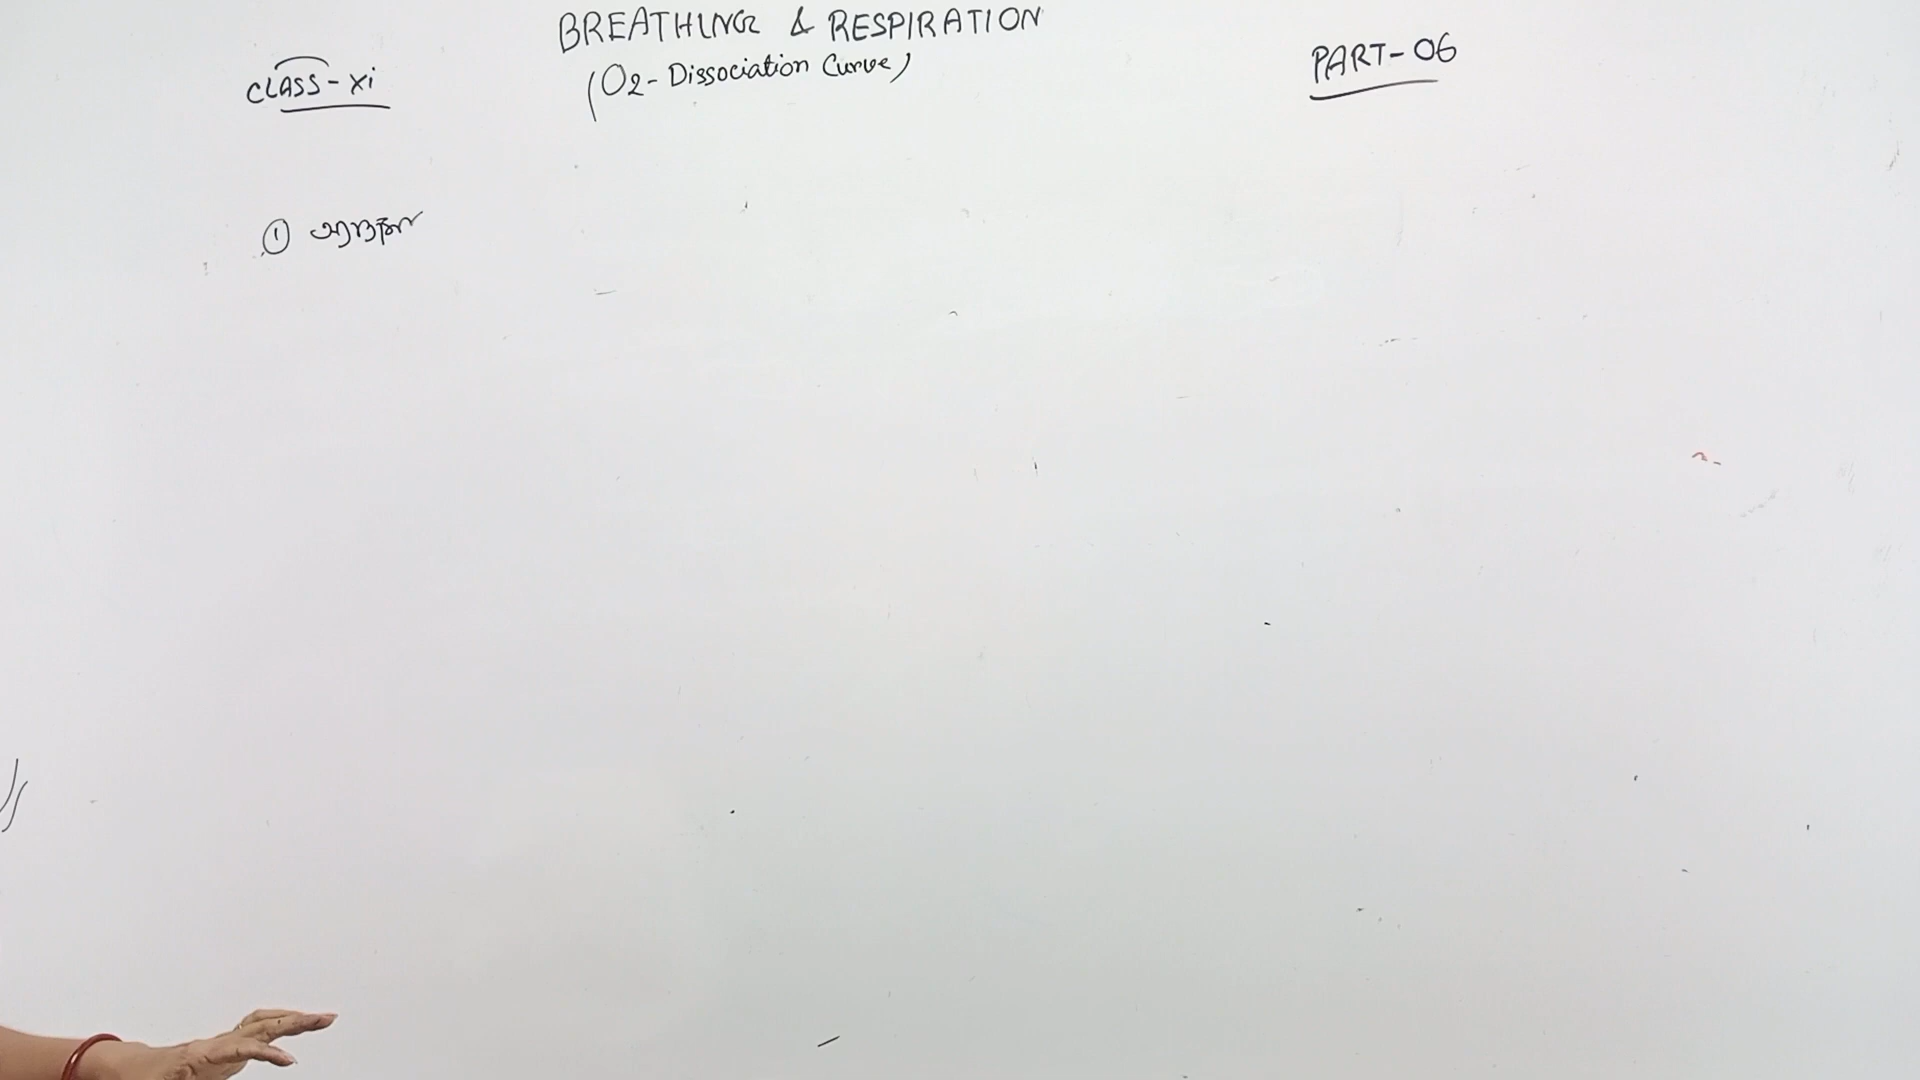 BREATHING & RESPIRATION
CLASS-xi
(O2-Dissociation Curve)
PART-06
①